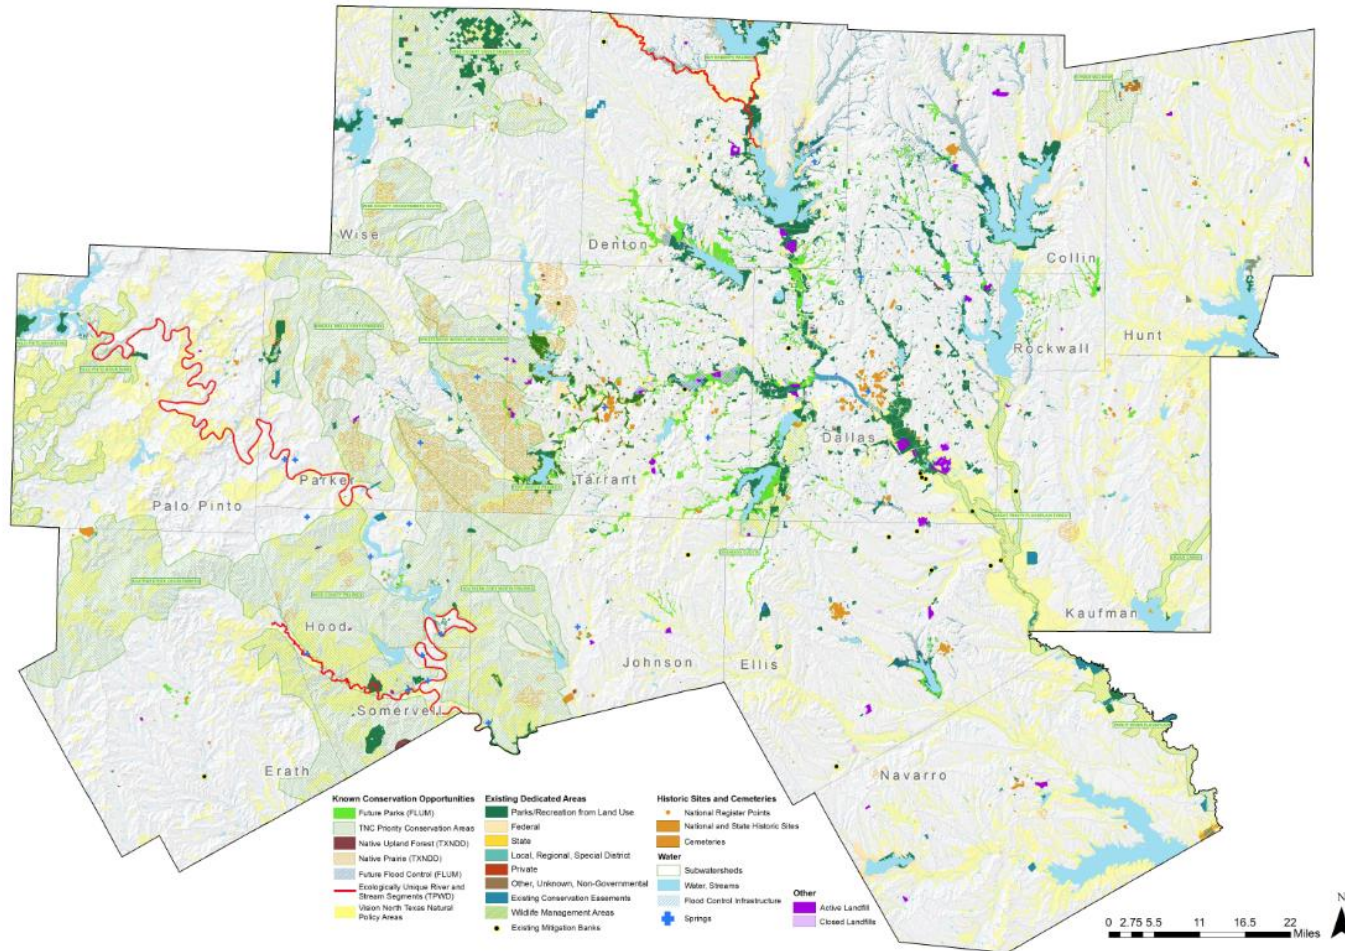 Wise
Denton
Collin
Hunt
Rockwall
Dallas
Parker
Tarrant
Palo Pinto
Kaufman
Hood
Johnson
Ellis
Somervell
Erath
Navarro
Known Conservation Opportunities
Future Parks (FLUM)
TNC Priority Conservation Areas
Native Upland Forest (TXNDD)
Native Prairie (TXNDD)
Future Flood Control (FLUM)
Ecologically Unique River and
Stream Segments (TPWD)
Vision North Texas Natural
Policy Areas
Existing Dedicated Areas
Parks/Recreation from Land Use
Federal
State
Local, Regional, Special District
Private
Other, Unknown, Non-Governmental
Existing Conservation Easements
Wildlife Management Areas
Existing Mitigation Banks
Historic Sites and Cemeteries
National Register Points
National and State Historic Sites
Cemeteries
Water
Subwatersheds
Water, Streams
Flood Control Infrastructure
Springs
Other
Active Landfill
Closed Landfills
N
0 2.75 5.5 11 16.5 22
Miles